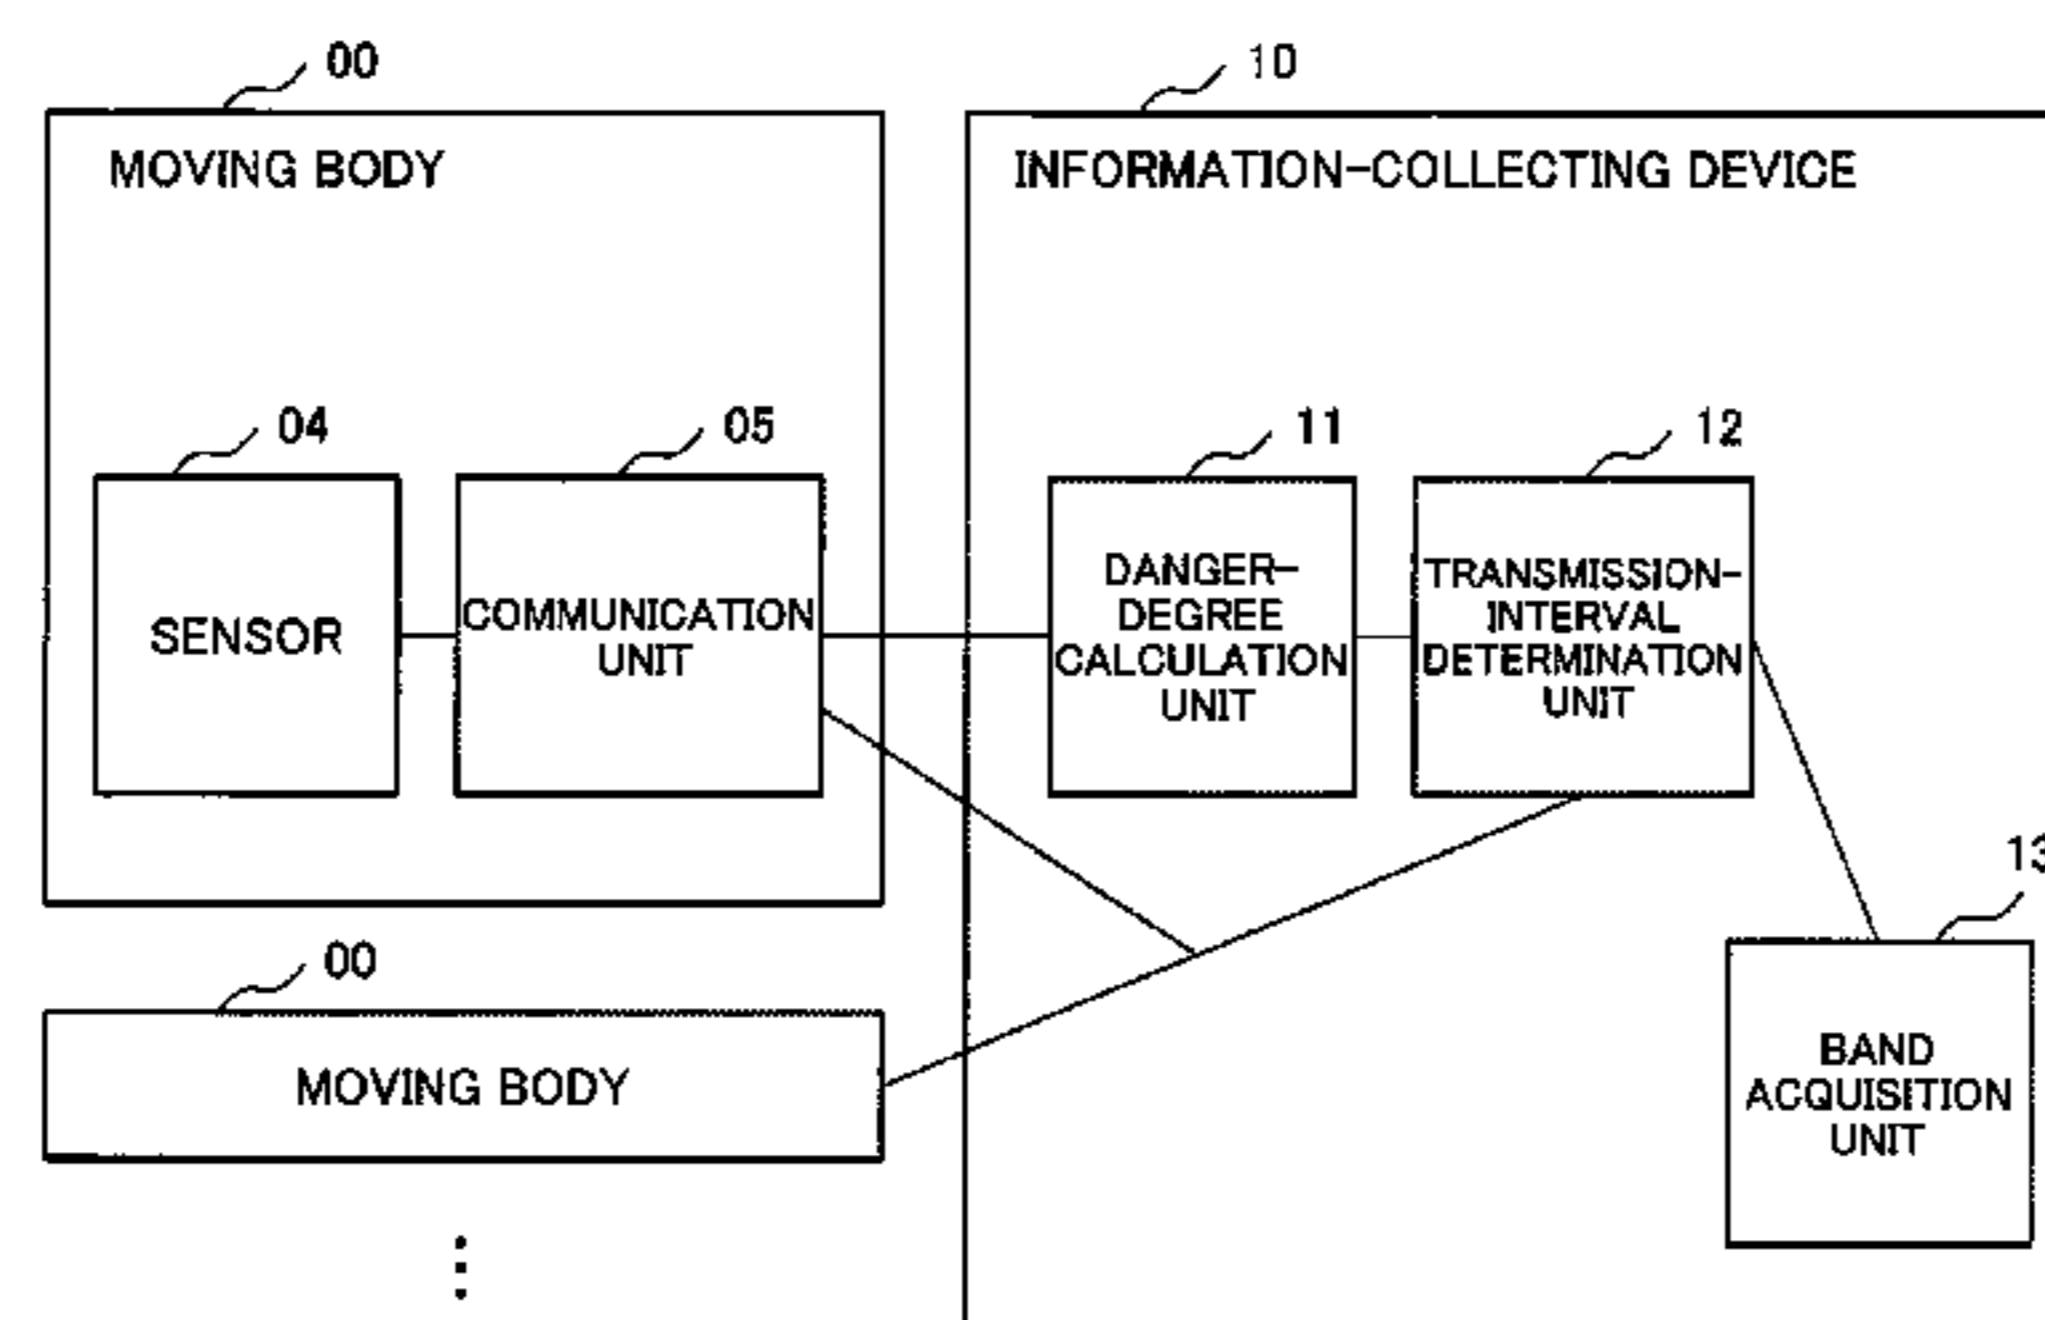 00
10
MOVING BODY
INFORMATION-COLLECTING DEVICE
04
05
11
12
SENSOR
COMMUNICATION
UNIT
DANGER-
DEGREE
CALCULATION
UNIT
TRANSMISSION-
INTERVAL
DETERMINATION
UNIT
13
00
MOVING BODY
BAND
ACQUISITION
UNIT